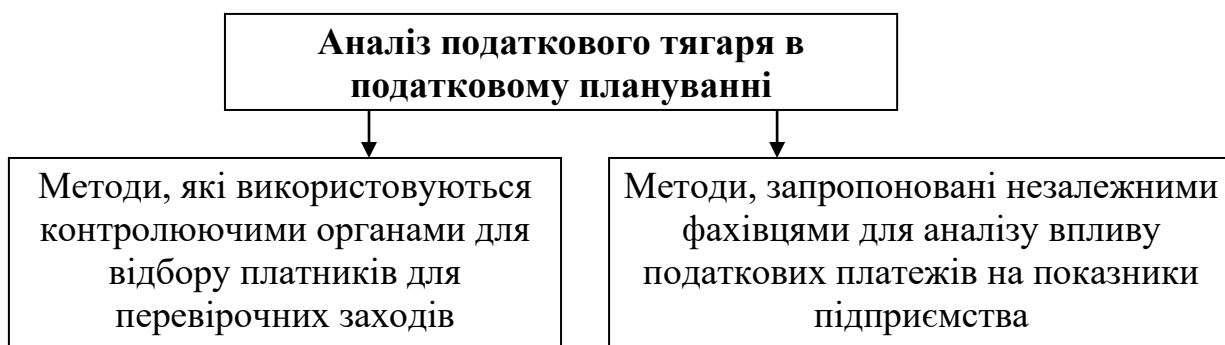 Аналіз податкового тягаря в
податковому плануванні
Методи, які використовуються
контролюючими органами для
відбору платників для
перевірочних заходів
Методи, запропоновані незалежними
фахівцями для аналізу впливу
податкових платежів на показники
підприємства